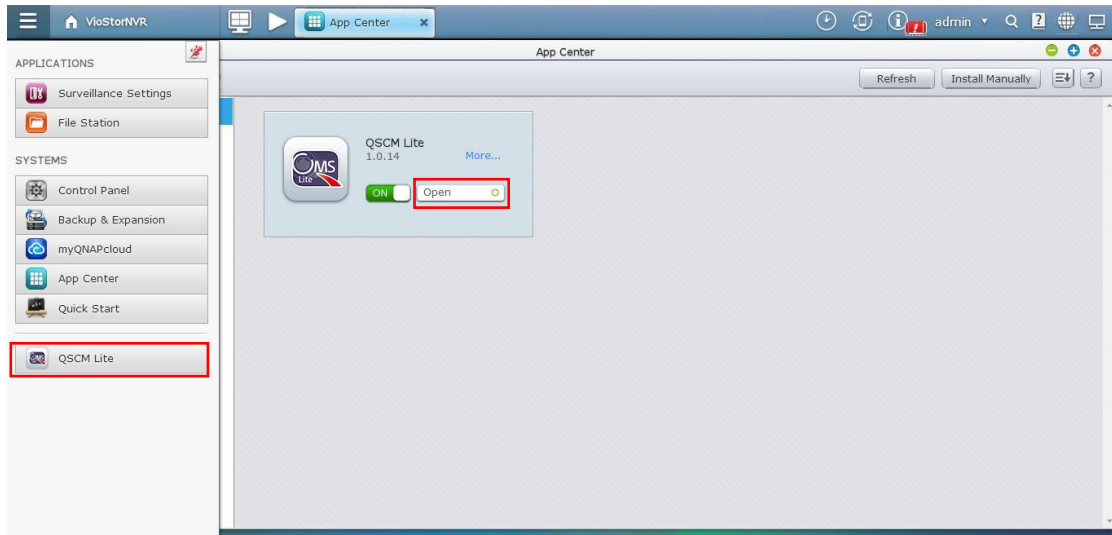 VioStorNVR
App Center
admin
APPLICATIONS
Surveillance Settings
File Station
SYSTEMS
Control Panel
Backup & Expansion
myQNAPcloud
App Center
Quick Start
QSCM Lite
App Center
Refresh
Install Manually
?
QMS
Lite
QSCM Lite
1.0.14
More...
ON
Open